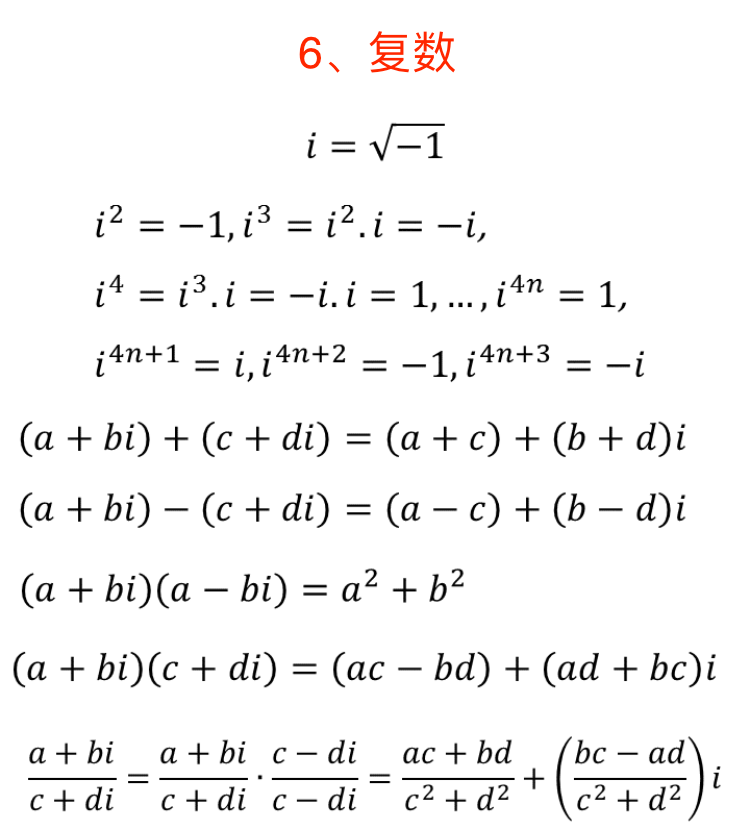 6、复数
i = √−1
i² = −1, i³ = i². i = −i,
i⁴ = i³. i = −i. i = 1, … , i⁴ⁿ = 1,
i⁴ⁿ⁺¹ = i, i⁴ⁿ⁺² = −1, i⁴ⁿ⁺³ = −i
(a + bi) + (c + di) = (a + c) + (b + d)i
(a + bi) − (c + di) = (a − c) + (b − d)i
(a + bi)(a − bi) = a² + b²
(a + bi)(c + di) = (ac − bd) + (ad + bc)i
(a + bi)/(c + di) = (a + bi)/(c + di) · (c − di)/(c − di) = (ac + bd)/(c² + d²) + ((bc − ad)/(c² + d²)) i